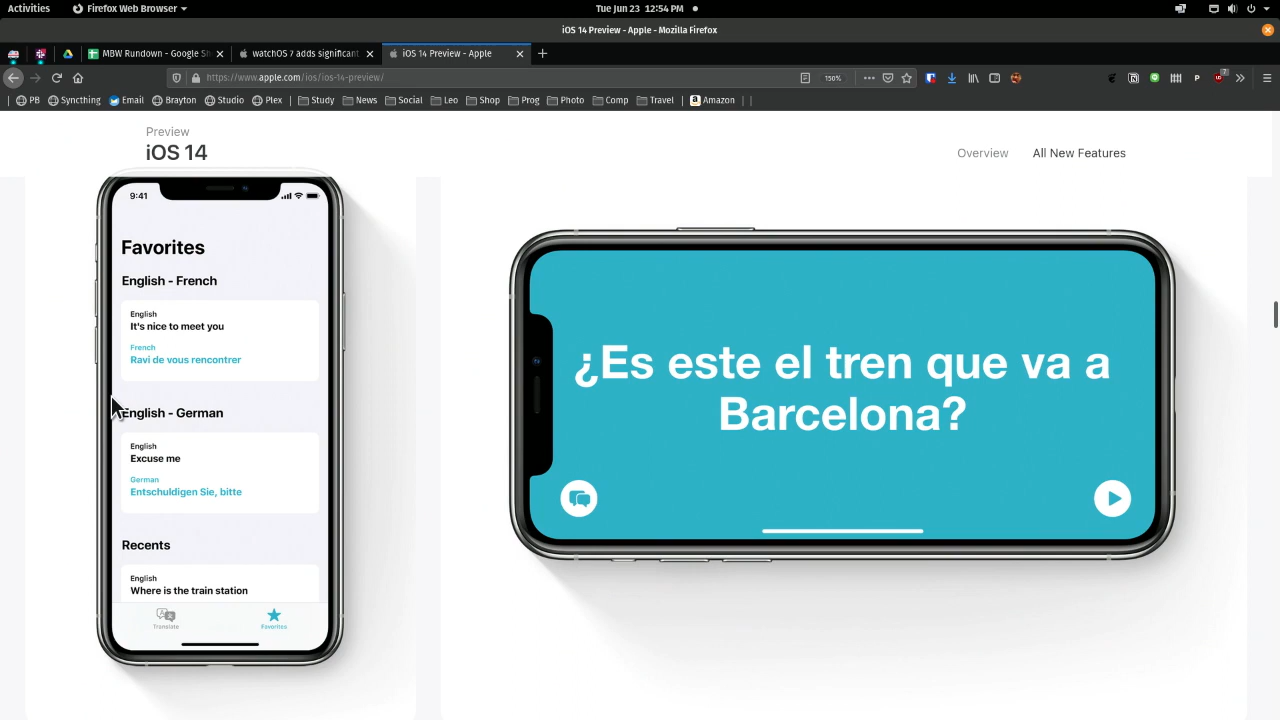 Activities
Firefox Web Browser
Tue Jun 23 12:54 PM
iOS 14 Preview - Apple - Mozilla Firefox
MBW Rundown - Google Sh
watchOS 7 adds significant
iOS 14 Preview - Apple
https://www.apple.com/ios/ios-14-preview/
150%
PB
Syncthing
Email
Brayton
Studio
Plex
Study
News
Social
Leo
Shop
Prog
Photo
Comp
Travel
Amazon
Preview
iOS 14
Overview
All New Features
9:41
Favorites
English - French
English
It's nice to meet you
French
Ravi de vous rencontrer
English - German
English
Excuse me
German
Entschuldigen Sie, bitte
Recents
English
Where is the train station
Translate
Favorites
¿Es este el tren que va a
Barcelona?